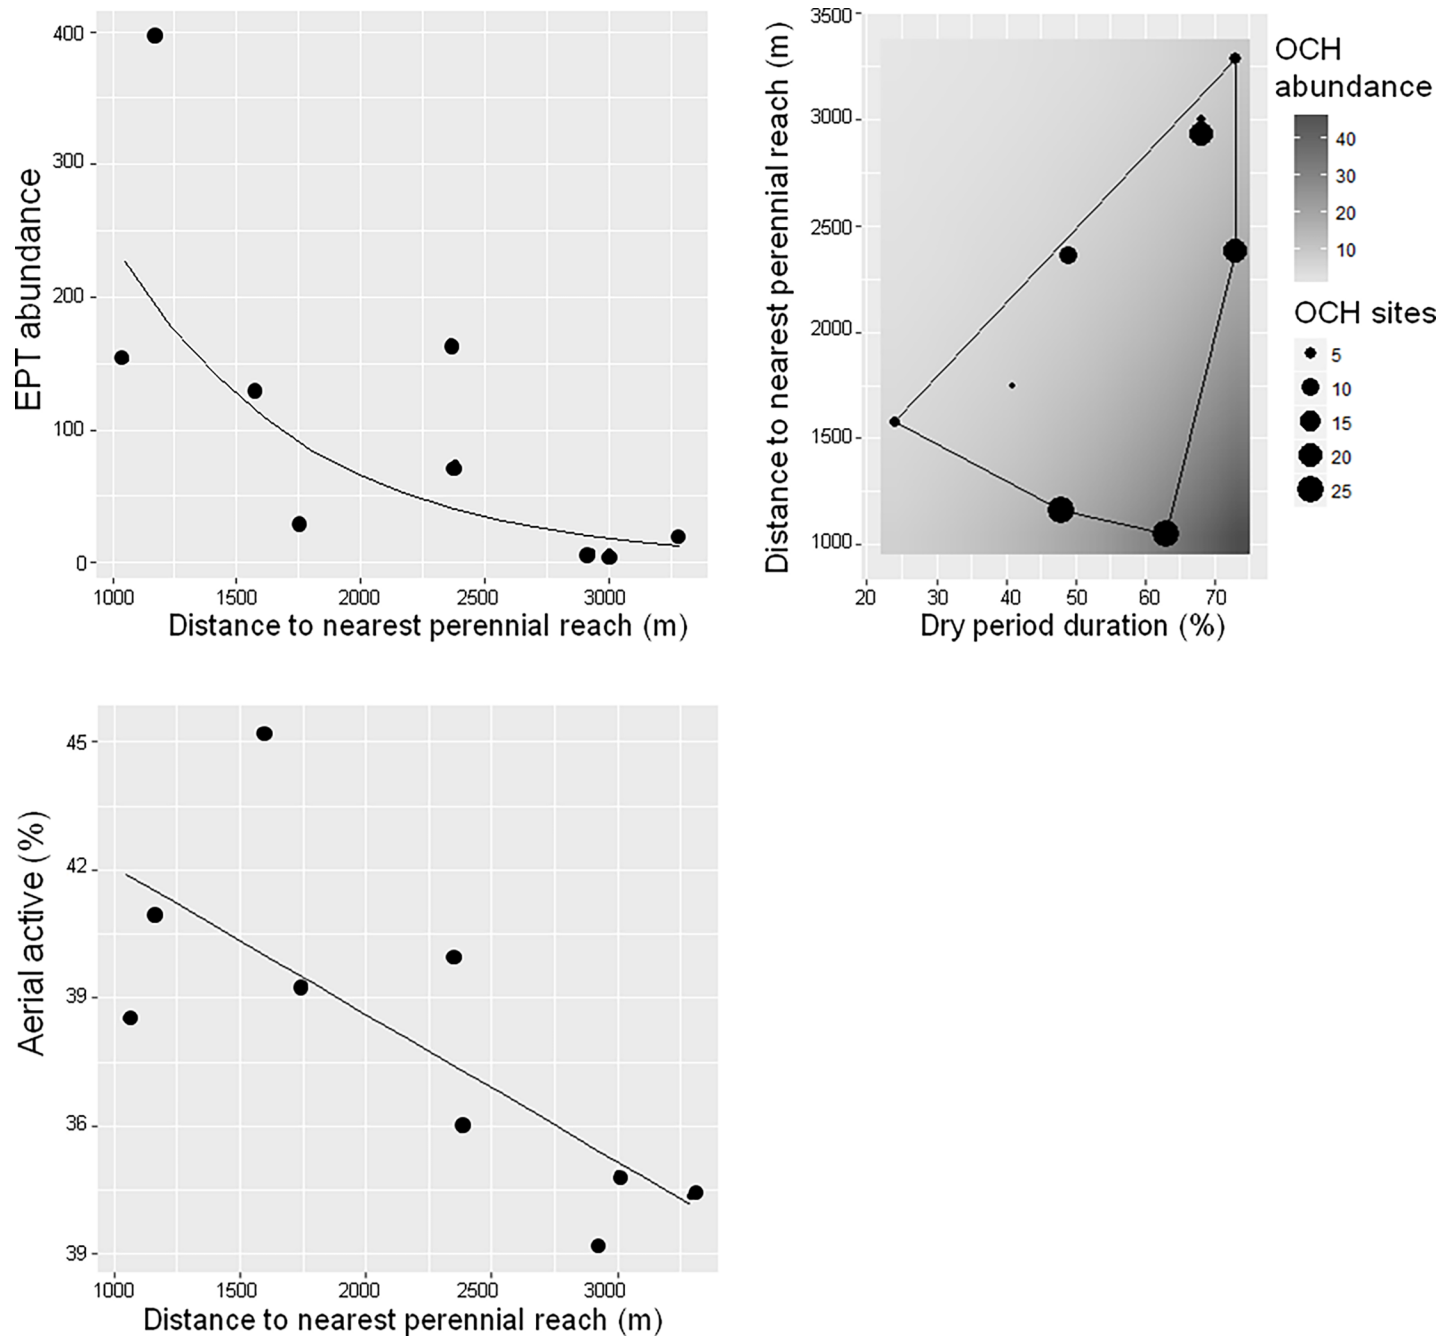 EPT abundance
400
300
200
100
0
1000 1500 2000 2500 3000
Distance to nearest perennial reach (m)
Distance to nearest perennial reach (m)
3500
3000
2500
2000
1500
1000
20 30 40 50 60 70
Dry period duration (%)
OCH
abundance
40
30
20
10
OCH sites
5
10
15
20
25
Aerial active (%)
45
42
39
36
39
1000 1500 2000 2500 3000
Distance to nearest perennial reach (m)